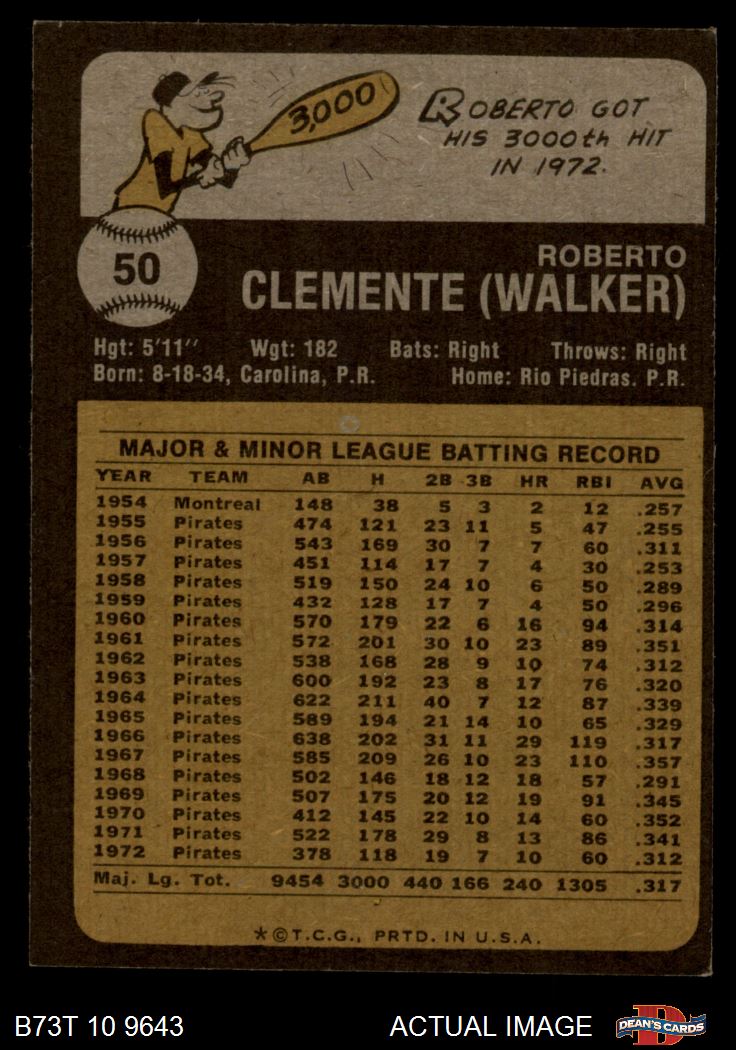 3,000
ROBERTO GOT
HIS 3000th HIT
IN 1972.
50
ROBERTO
CLEMENTE (WALKER)
Hgt: 5'11" Wgt: 182 Bats: Right Throws: Right
Born: 8-18-34, Carolina, P.R. Home: Rio Piedras. P.R.
MAJOR & MINOR LEAGUE BATTING RECORD
YEAR TEAM AB H 2B 3B HR RBI AVG
1954 Montreal 148 38 5 3 2 12 .257
1955 Pirates 474 121 23 11 5 47 .255
1956 Pirates 543 169 30 7 7 60 .311
1957 Pirates 451 114 17 7 4 30 .253
1958 Pirates 519 150 24 10 6 50 .289
1959 Pirates 432 128 17 7 4 50 .296
1960 Pirates 570 179 22 6 16 94 .314
1961 Pirates 572 201 30 10 23 89 .351
1962 Pirates 538 168 28 9 10 74 .312
1963 Pirates 600 192 23 8 17 76 .320
1964 Pirates 622 211 40 7 12 87 .339
1965 Pirates 589 194 21 14 10 65 .329
1966 Pirates 638 202 31 11 29 119 .317
1967 Pirates 585 209 26 10 23 110 .357
1968 Pirates 502 146 18 12 18 57 .291
1969 Pirates 507 175 20 12 19 91 .345
1970 Pirates 412 145 22 10 14 60 .352
1971 Pirates 522 178 29 8 13 86 .341
1972 Pirates 378 118 19 7 10 60 .312
Maj. Lg. Tot. 9454 3000 440 166 240 1305 .317
*©T.C.G., PRTD. IN U.S.A.
B73T 10 9643 ACTUAL IMAGE D DEAN'S CARDS